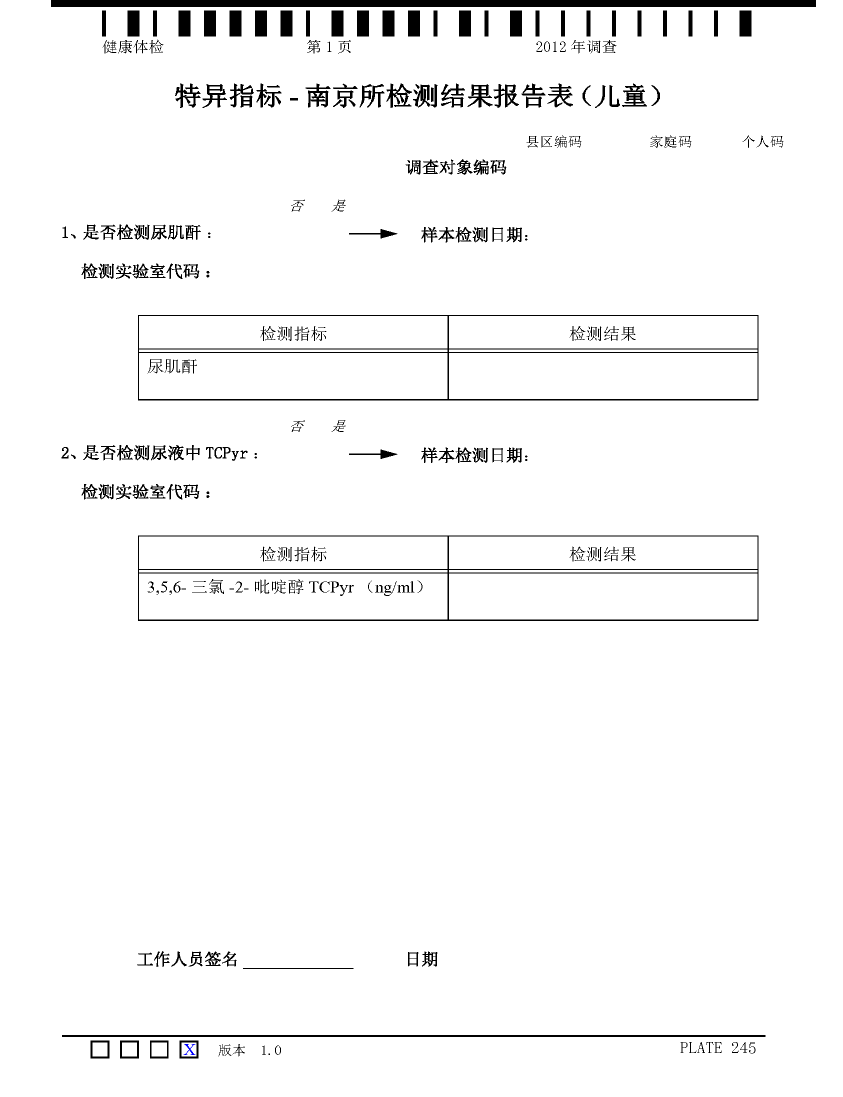 健康体检 第 1 页 2012 年调查
特异指标 - 南京所检测结果报告表（儿童）
县区编码 家庭码 个人码
调查对象编码
否 是
1、是否检测尿肌酐： 样本检测日期：
检测实验室代码：
检测指标 检测结果
尿肌酐
否 是
2、是否检测尿液中 TCPyr： 样本检测日期：
检测实验室代码：
检测指标 检测结果
3,5,6- 三氯 -2- 吡啶醇 TCPyr （ng/ml）
工作人员签名 日期
X 版本 1.0 PLATE 245